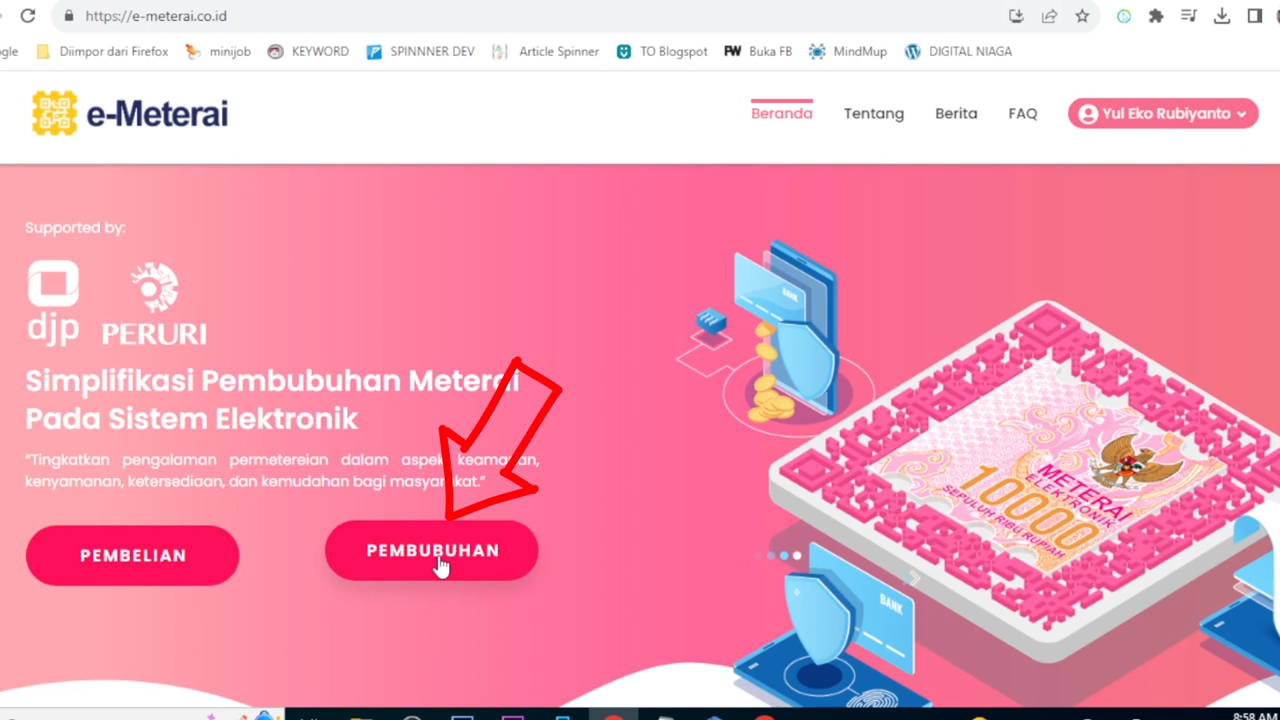 https://e-meterai.co.id
gle Diimpor dari Firefox minijob KEYWORD SPINNNER DEV Article Spinner TO Blogspot PW Buka FB MindMup DIGITAL NIAGA
e-Meterai Beranda Tentang Berita FAQ Yul Eko Rubiyanto
Supported by:
djp PERURI
Simplifikasi Pembubuhan Meterai
Pada Sistem Elektronik
“Tingkatkan pengalaman permetereian dalam aspek keamanan,
kenyamanan, ketersediaan, dan kemudahan bagi masyarakat.”
PEMBELIAN PEMBUBUHAN
BANK
METERAI
ELEKTRONIK
10000
SEPULUH RIBU RUPIAH
BANK
8:58 AM